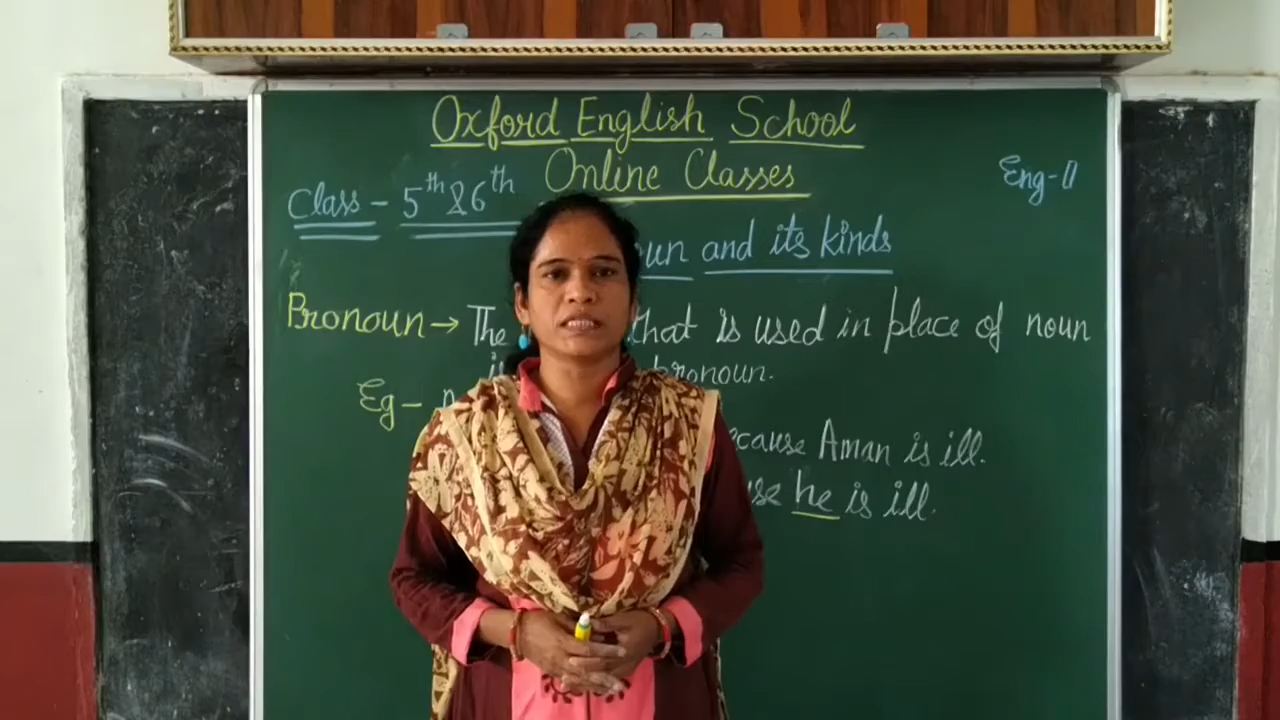 Oxford English School
Online Classes
Eng-II
Class - 5th & 6th
oun and its kinds
Pronoun → The that is used in place of noun
pronoun.
Eg -
ecause Aman is ill.
use he is ill.